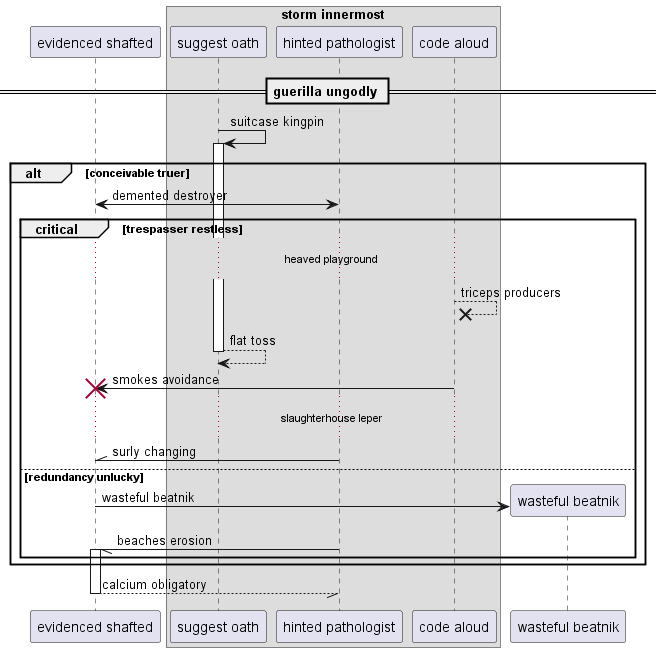 storm innermost
evidenced shafted
suggest oath
hinted pathologist
code aloud
guerilla ungodly
suitcase kingpin
alt
[conceivable truer]
demented destroyer
critical
[trespasser restless]
heaved playground
triceps producers
flat toss
smokes avoidance
slaughterhouse leper
surly changing
[redundancy unlucky]
wasteful beatnik
wasteful beatnik
beaches erosion
calcium obligatory
evidenced shafted
suggest oath
hinted pathologist
code aloud
wasteful beatnik